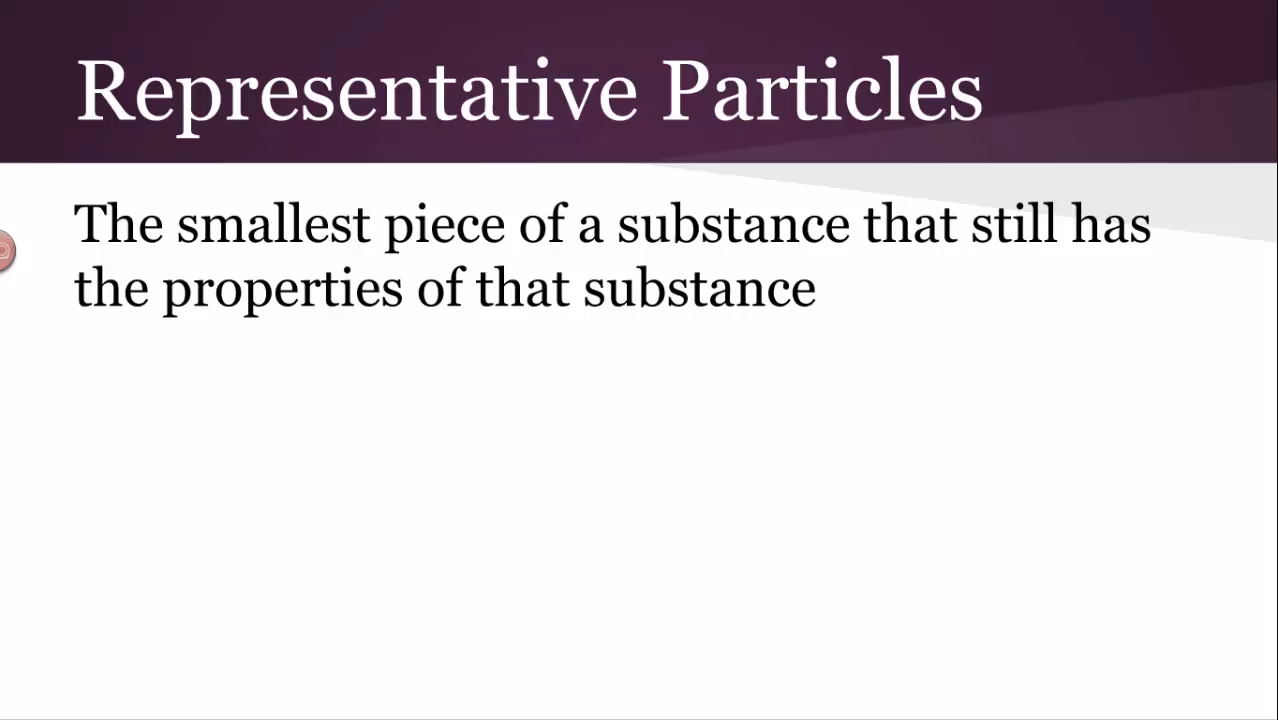 Representative Particles
The smallest piece of a substance that still has
the properties of that substance